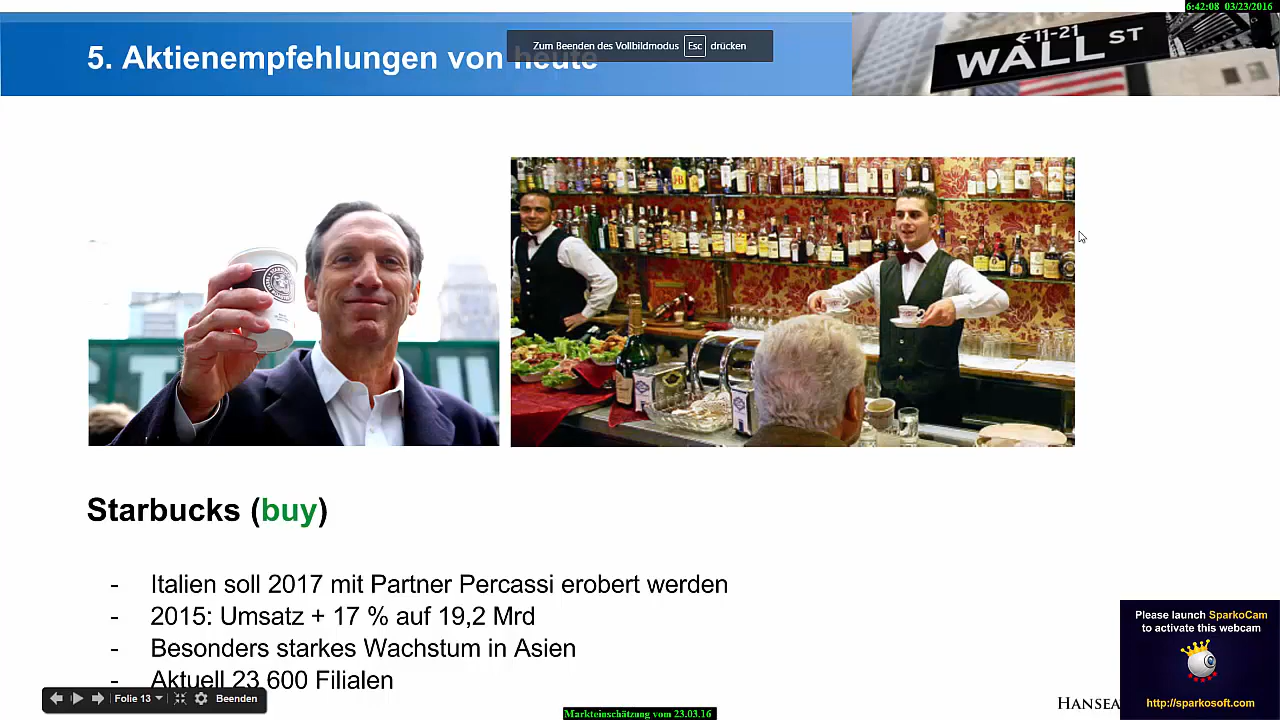 6:42:08 03/23/2016
5. Aktienempfehlungen von heute
Zum Beenden des Vollbildmodus Esc drücken
←11-21
WALL ST
Starbucks (buy)
- Italien soll 2017 mit Partner Percassi erobert werden
- 2015: Umsatz + 17 % auf 19,2 Mrd
- Besonders starkes Wachstum in Asien
- Aktuell 23 600 Filialen
Folie 13
Beenden
Markteinschätzung vom 23.03.16
HANSEA
Please launch SparkoCam
to activate this webcam
http://sparkosoft.com